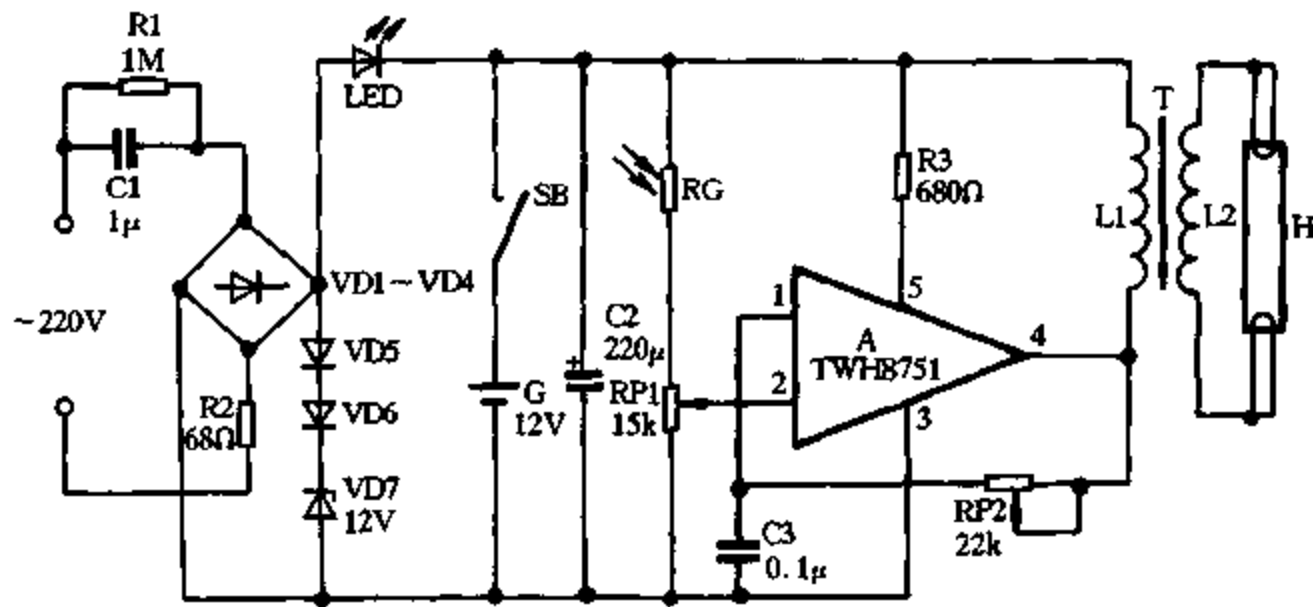 R1
1M
LED
T
C1
1μ
SB
RG
R3
680Ω
L1
L2
H
VD1~VD4
~220V
1
5
C2
220μ
A
TWH8751
4
VD5
RP1
15k
2
3
R2
68Ω
VD6
G
12V
VD7
12V
RP2
22k
C3
0.1μ